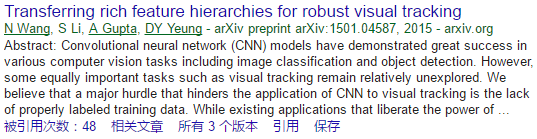 Transferring rich feature hierarchies for robust visual tracking
N Wang, S Li, A Gupta, DY Yeung - arXiv preprint arXiv:1501.04587, 2015 - arxiv.org
Abstract: Convolutional neural network (CNN) models have demonstrated great success in
various computer vision tasks including image classification and object detection. However,
some equally important tasks such as visual tracking remain relatively unexplored. We
believe that a major hurdle that hinders the application of CNN to visual tracking is the lack
of properly labeled training data. While existing applications that liberate the power of ...
被引用次数：48 相关文章 所有 3 个版本 引用 保存